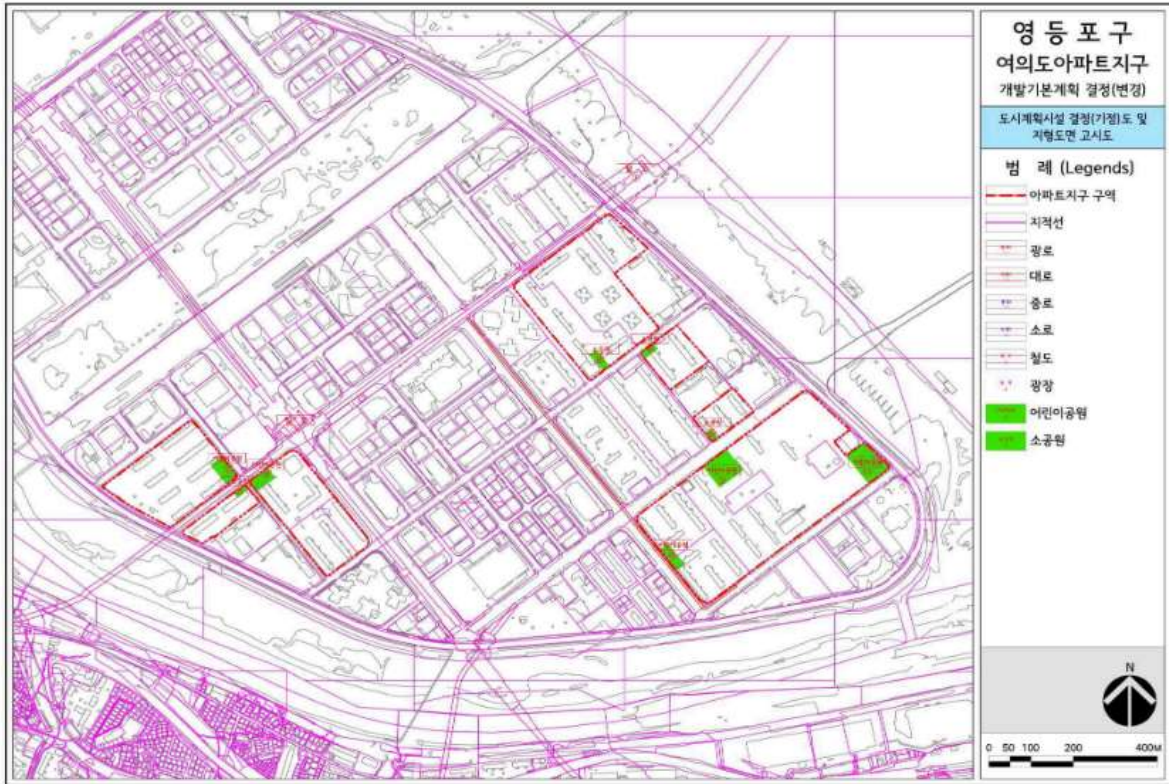 영등포구
여의도아파트지구
개발기본계획 결정(변경)
도시계획시설 결정(기정)도 및
지형도면 고시도
범 례 (Legends)
아파트지구 구역
지적선
광로
대로
중로
소로
철도
광장
어린이공원
소공원
N
0 50 100 200 400M